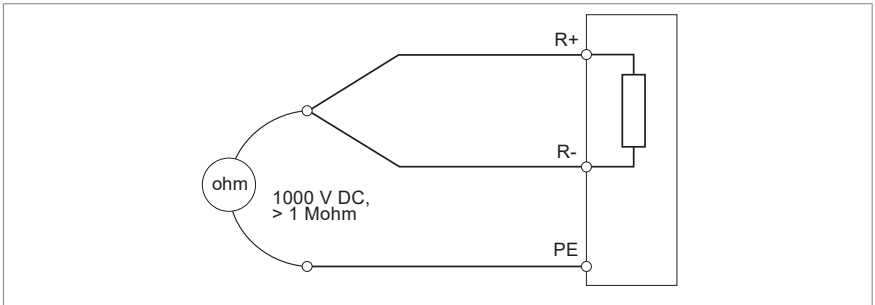 R+
R-
ohm
1000 V DC,
> 1 Mohm
PE